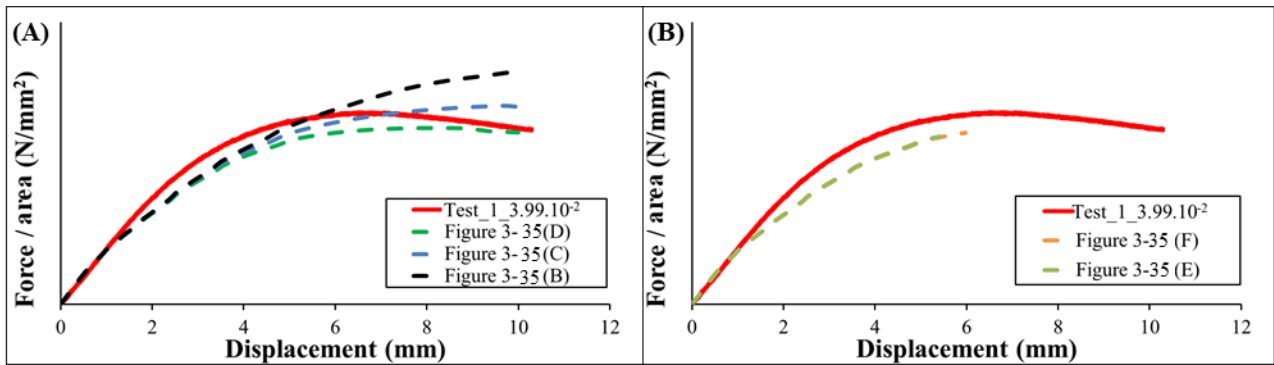 (A)
Force / area (N/mm²)
Test_1_3.99.10⁻²
Figure 3-35(D)
Figure 3-35(C)
Figure 3-35(B)
0 2 4 6 8 10 12
Displacement (mm)
(B)
Force / area (N/mm²)
Test_1_3.99.10⁻²
Figure 3-35 (F)
Figure 3-35 (E)
0 2 4 6 8 10 12
Displacement (mm)